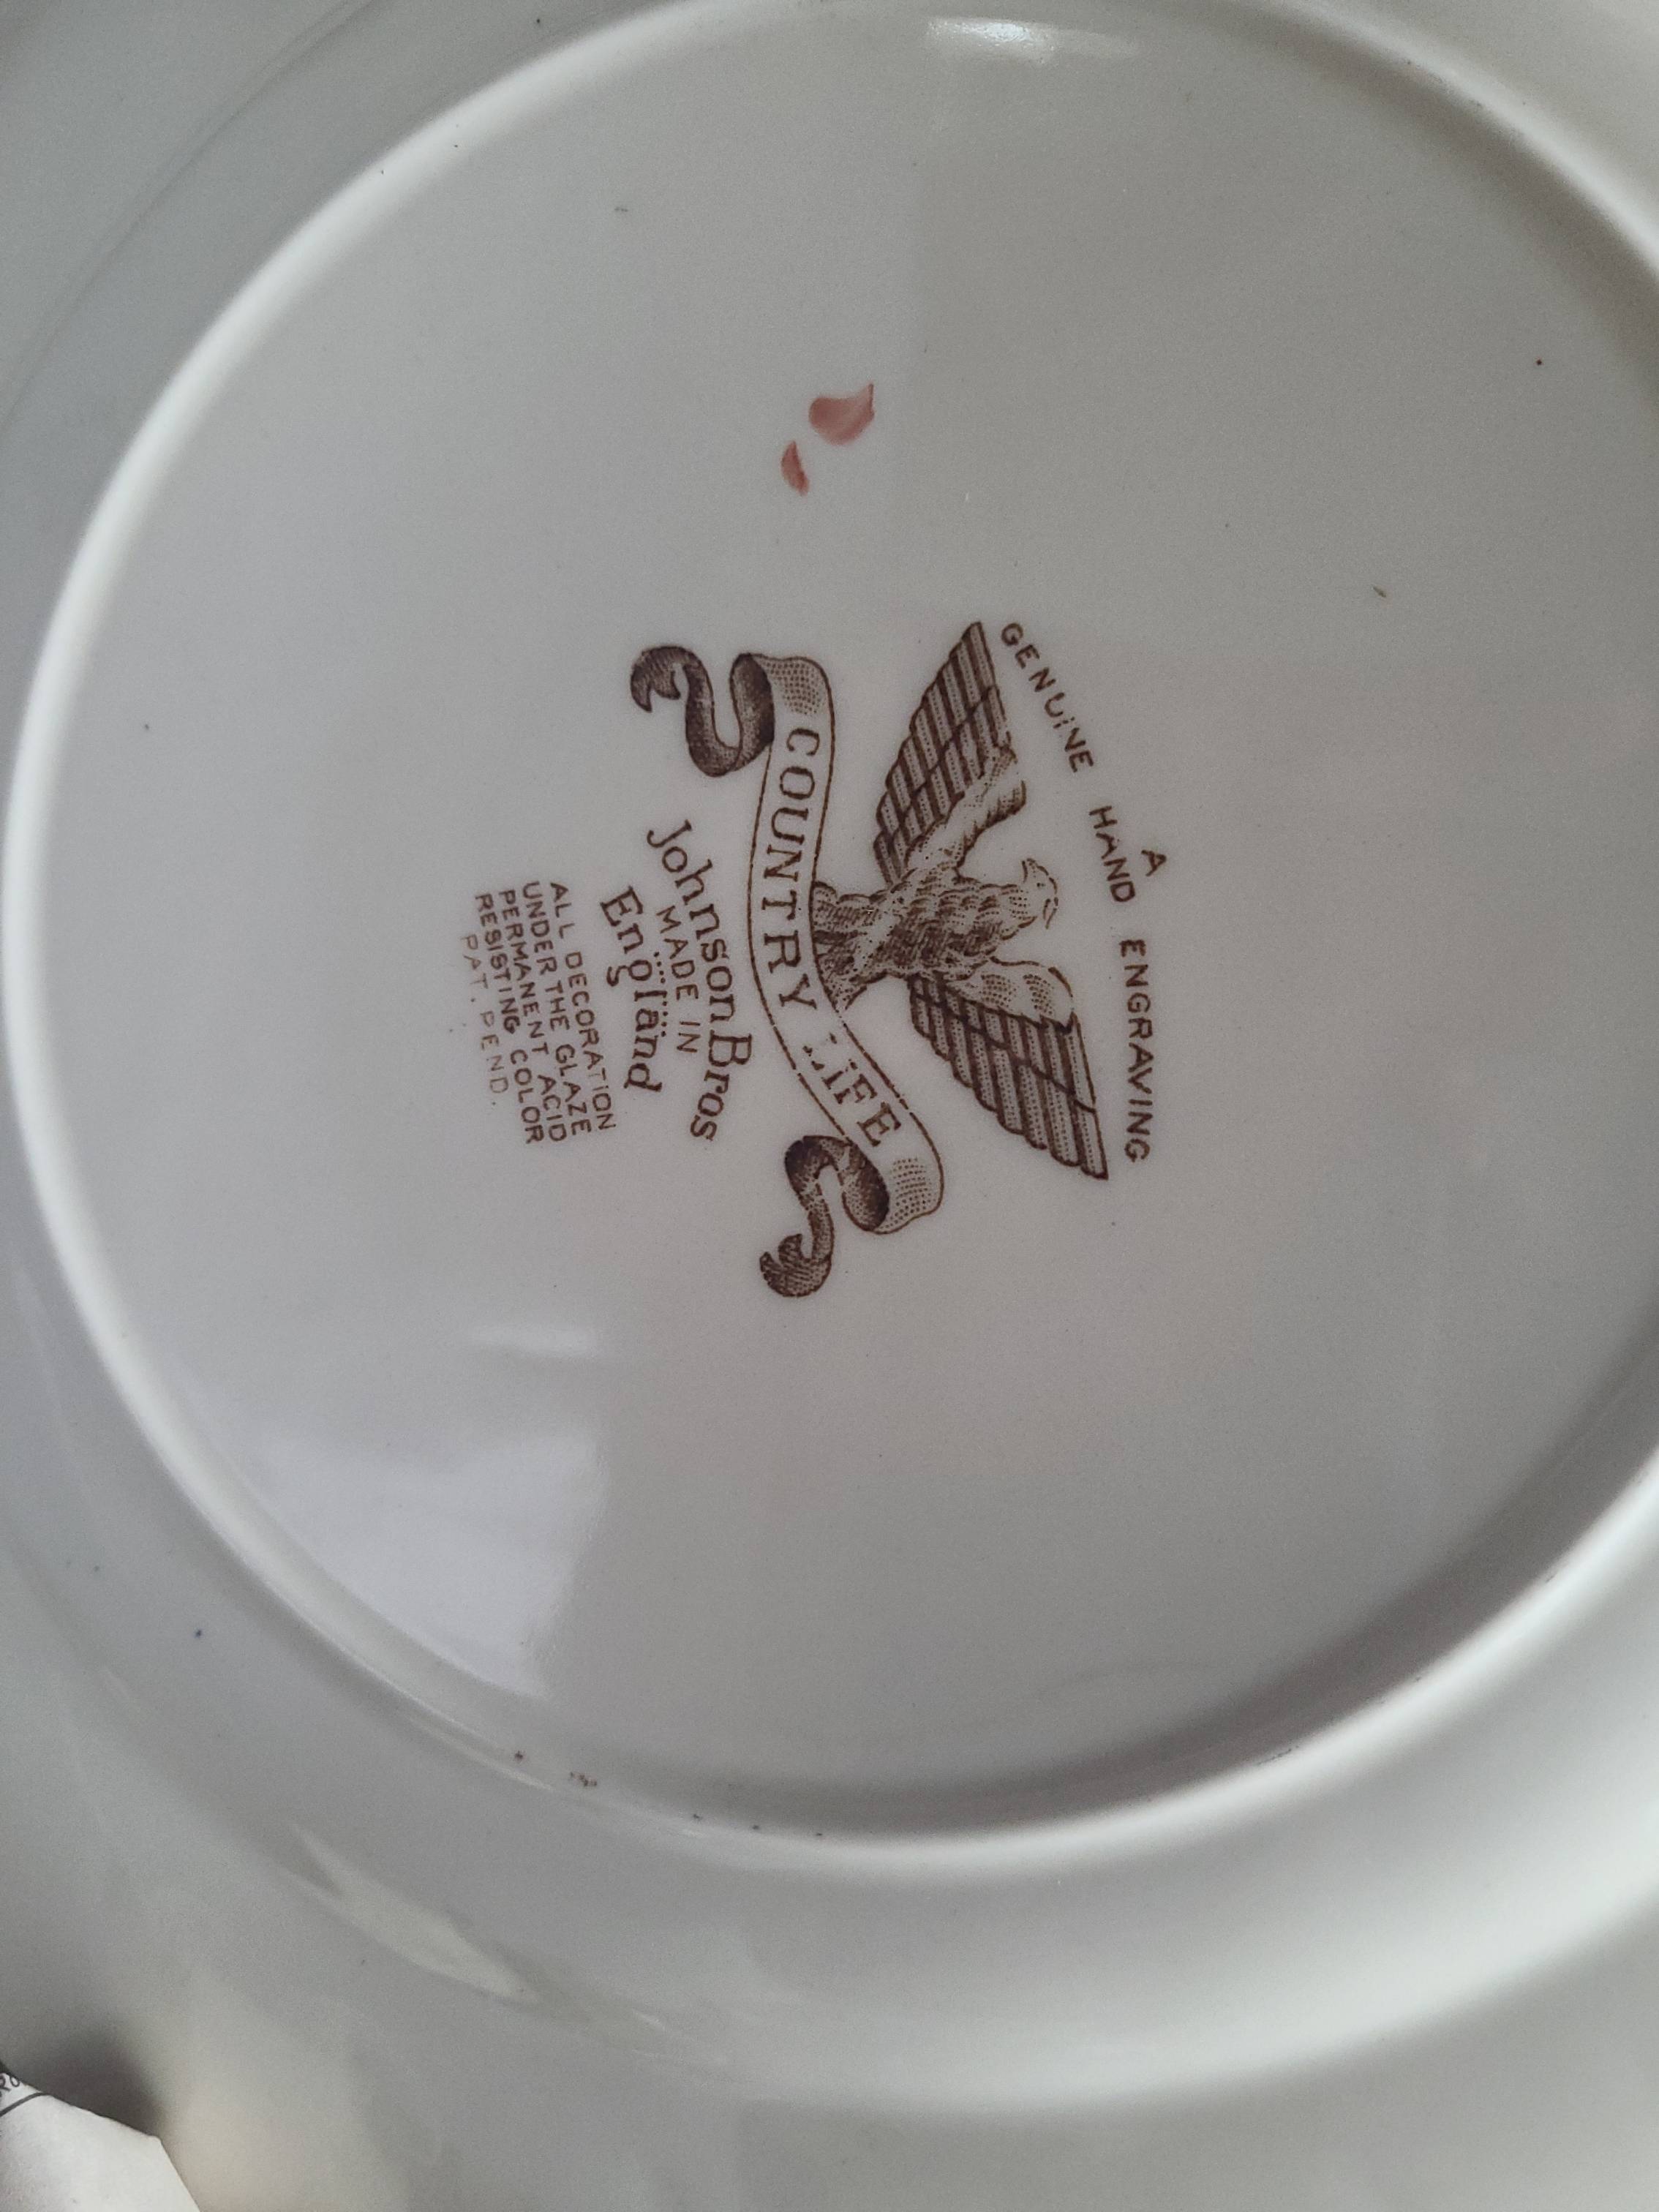 A
GENUINE HAND ENGRAVING
COUNTRY LIFE
Johnson Bros
MADE IN
England
ALL DECORATION
UNDER THE GLAZE
PERMANENT ACID
RESISTING COLOR
PAT. PEND.